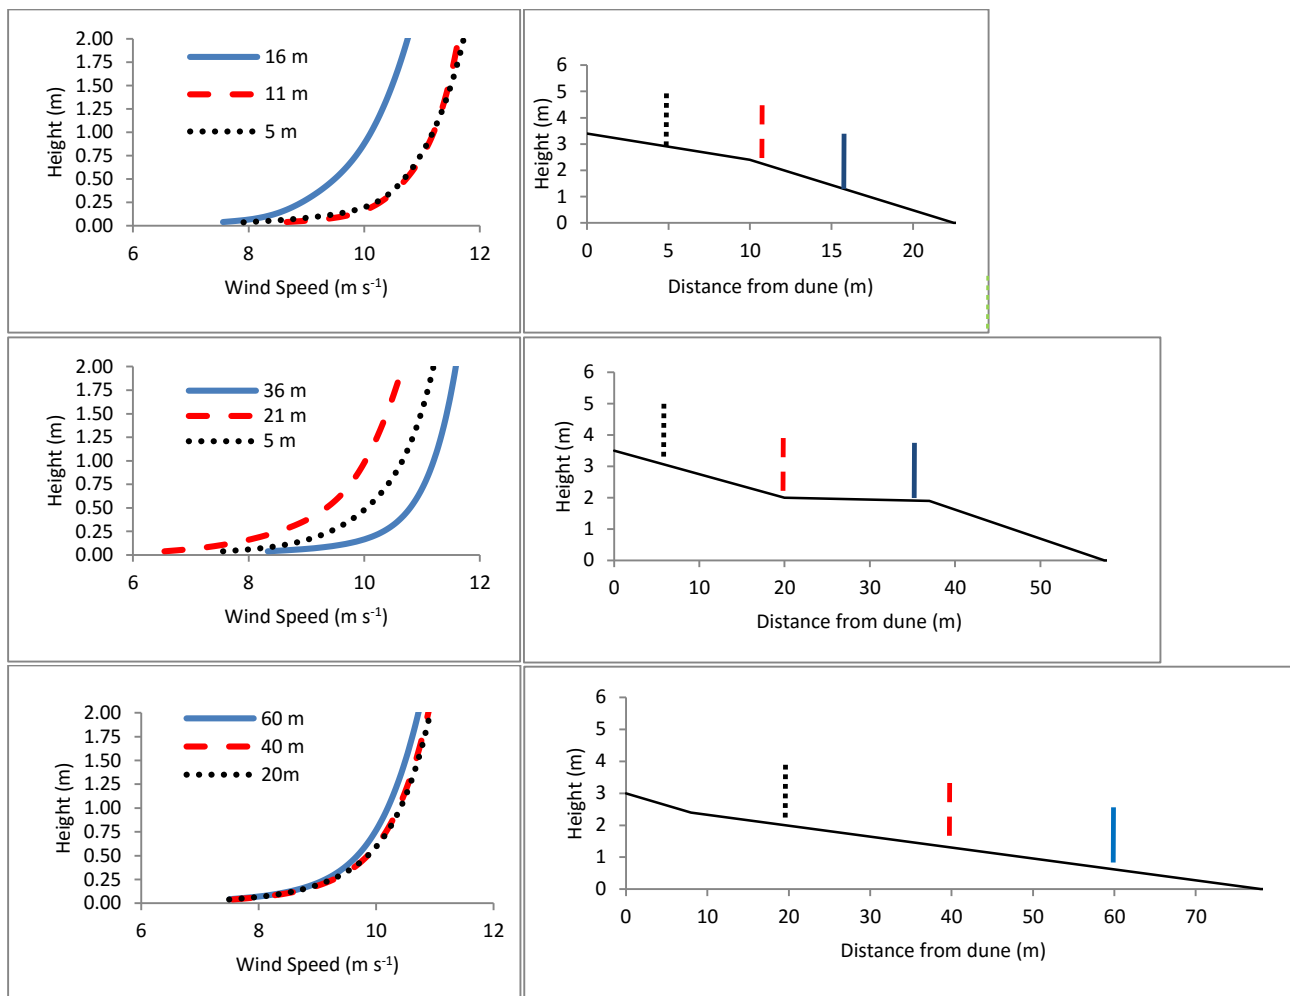 2.00
1.75
1.50
1.25
1.00
0.75
0.50
0.25
0.00
Height (m)
16 m
11 m
5 m
6 8 10 12
Wind Speed (m s-1)
6
5
4
3
2
1
0
Height (m)
0 5 10 15 20
Distance from dune (m)
2.00
1.75
1.50
1.25
1.00
0.75
0.50
0.25
0.00
Height (m)
36 m
21 m
5 m
6 8 10 12
Wind Speed (m s-1)
6
5
4
3
2
1
0
Height (m)
0 10 20 30 40 50
Distance from dune (m)
2.00
1.75
1.50
1.25
1.00
0.75
0.50
0.25
0.00
Height (m)
60 m
40 m
20m
6 8 10 12
Wind Speed (m s-1)
6
5
4
3
2
1
0
Height (m)
0 10 20 30 40 50 60 70
Distance from dune (m)